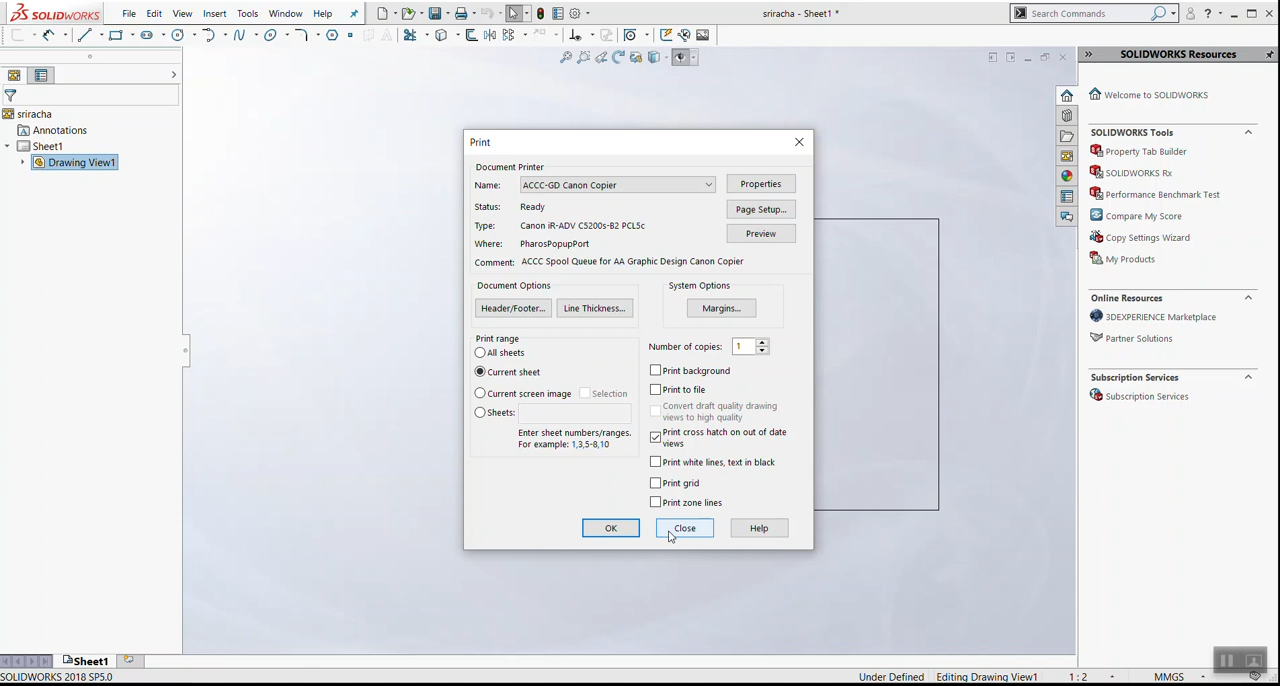 SOLIDWORKS File Edit View Insert Tools Window Help sriracha - Sheet1 * Search Commands ?
SOLIDWORKS Resources
sriracha
Annotations
Sheet1
Drawing View1
Print
Document Printer
Name: ACCC-GD Canon Copier Properties
Status: Ready Page Setup...
Type: Canon iR-ADV C5200s-B2 PCL5c
Where: PharosPopupPort Preview
Comment: ACCC Spool Queue for AA Graphic Design Canon Copier
Document Options System Options
Header/Footer... Line Thickness... Margins...
Print range
All sheets
Current sheet
Current screen image Selection
Sheets:
Enter sheet numbers/ranges.
For example: 1,3,5-8,10
Number of copies: 1
Print background
Print to file
Convert draft quality drawing
views to high quality
Print cross hatch on out of date
views
Print white lines, text in black
Print grid
Print zone lines
OK Close Help
Welcome to SOLIDWORKS
SOLIDWORKS Tools
Property Tab Builder
SOLIDWORKS Rx
Performance Benchmark Test
Compare My Score
Copy Settings Wizard
My Products
Online Resources
3DEXPERIENCE Marketplace
Partner Solutions
Subscription Services
Subscription Services
Sheet1
SOLIDWORKS 2018 SP5.0 Under Defined Editing Drawing View1 1:2 MMGS